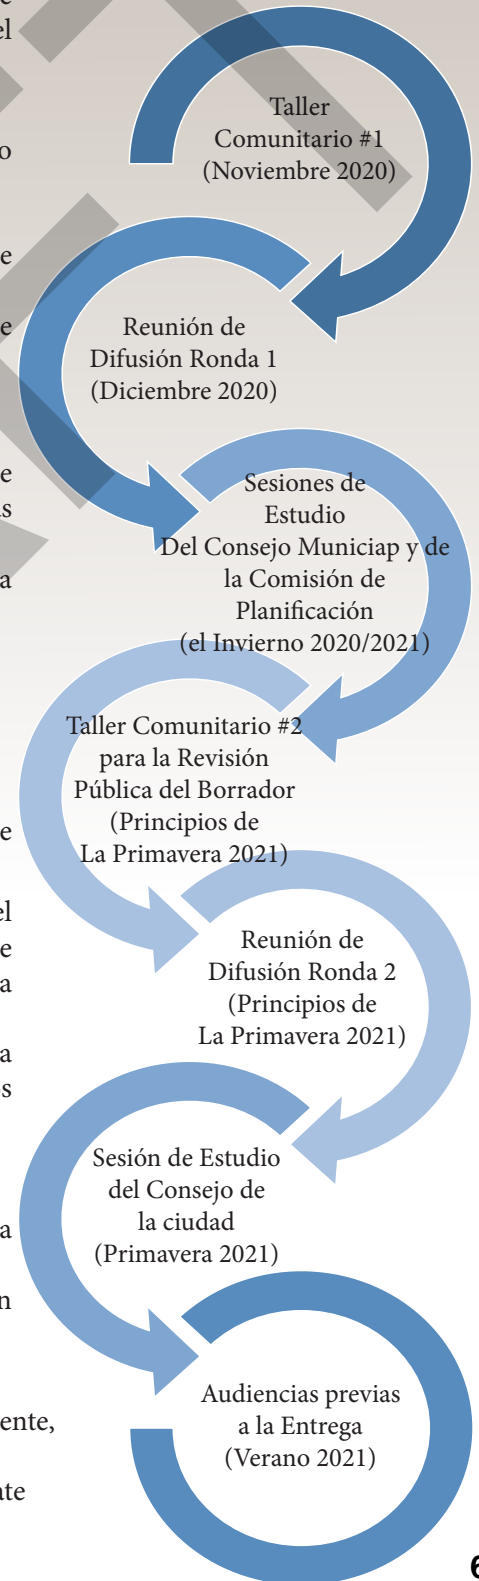 Taller
Comunitario #1
(Noviembre 2020)
Reunión de
Difusión Ronda 1
(Diciembre 2020)
Sesiones de
Estudio
Del Consejo Municiap y de
la Comisión de
Planificación
(el Invierno 2020/2021)
Taller Comunitario #2
para la Revisión
Pública del Borrador
(Principios de
La Primavera 2021)
Reunión de
Difusión Ronda 2
(Principios de
La Primavera 2021)
Sesión de Estudio
del Consejo de
la ciudad
(Primavera 2021)
Audiencias previas
a la Entrega
(Verano 2021)